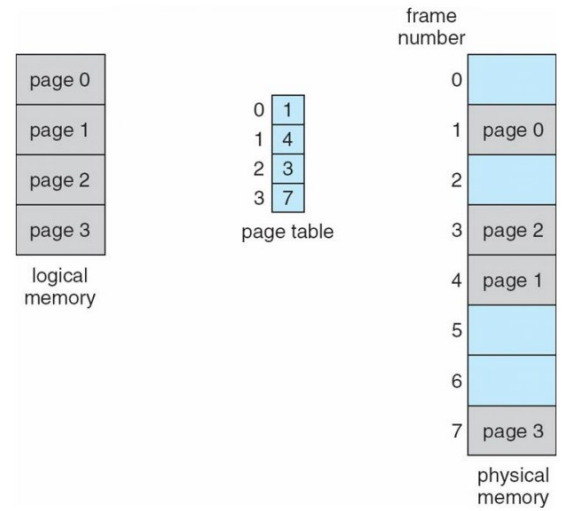 page 0
page 1
page 2
page 3
logical
memory
0 1
1 4
2 3
3 7
page table
frame
number
0
1 page 0
2
3 page 2
4 page 1
5
6
7 page 3
physical
memory